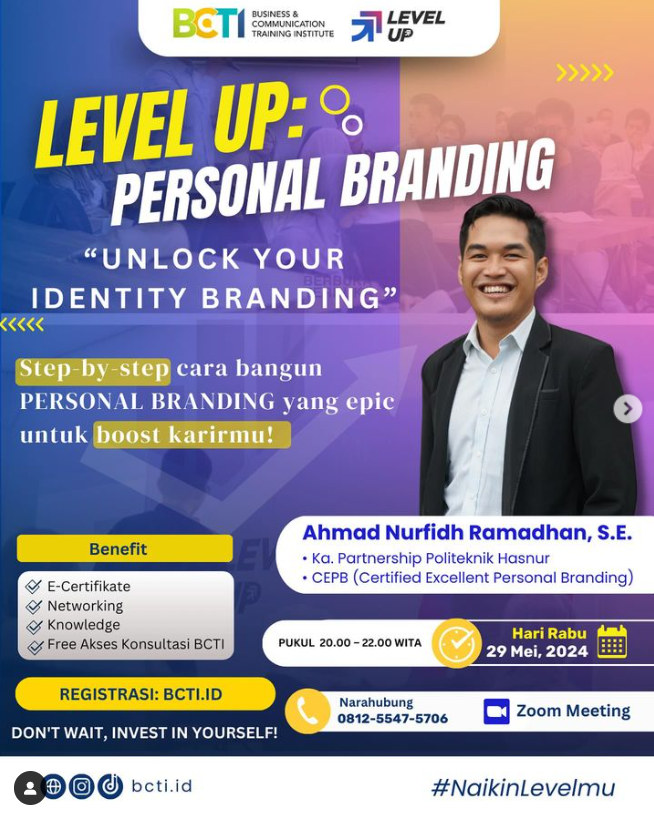 BCTI BUSINESS &
COMMUNICATION
TRAINING INSTITUTE
LEVEL
UP
LEVEL UP:
PERSONAL BRANDING
“UNLOCK YOUR
IDENTITY BRANDING”
Step-by-step cara bangun
PERSONAL BRANDING yang epic
untuk boost karirmu!
Ahmad Nurfidh Ramadhan, S.E.
• Ka. Partnership Politeknik Hasnur
• CEPB (Certified Excellent Personal Branding)
Benefit
E-Certifikate
Networking
Knowledge
Free Akses Konsultasi BCTI
PUKUL 20.00 – 22.00 WITA
Hari Rabu
29 Mei, 2024
REGISTRASI: BCTI.ID
DON'T WAIT, INVEST IN YOURSELF!
Narahubung
0812-5547-5706
Zoom Meeting
bcti.id
#NaikinLevelmu